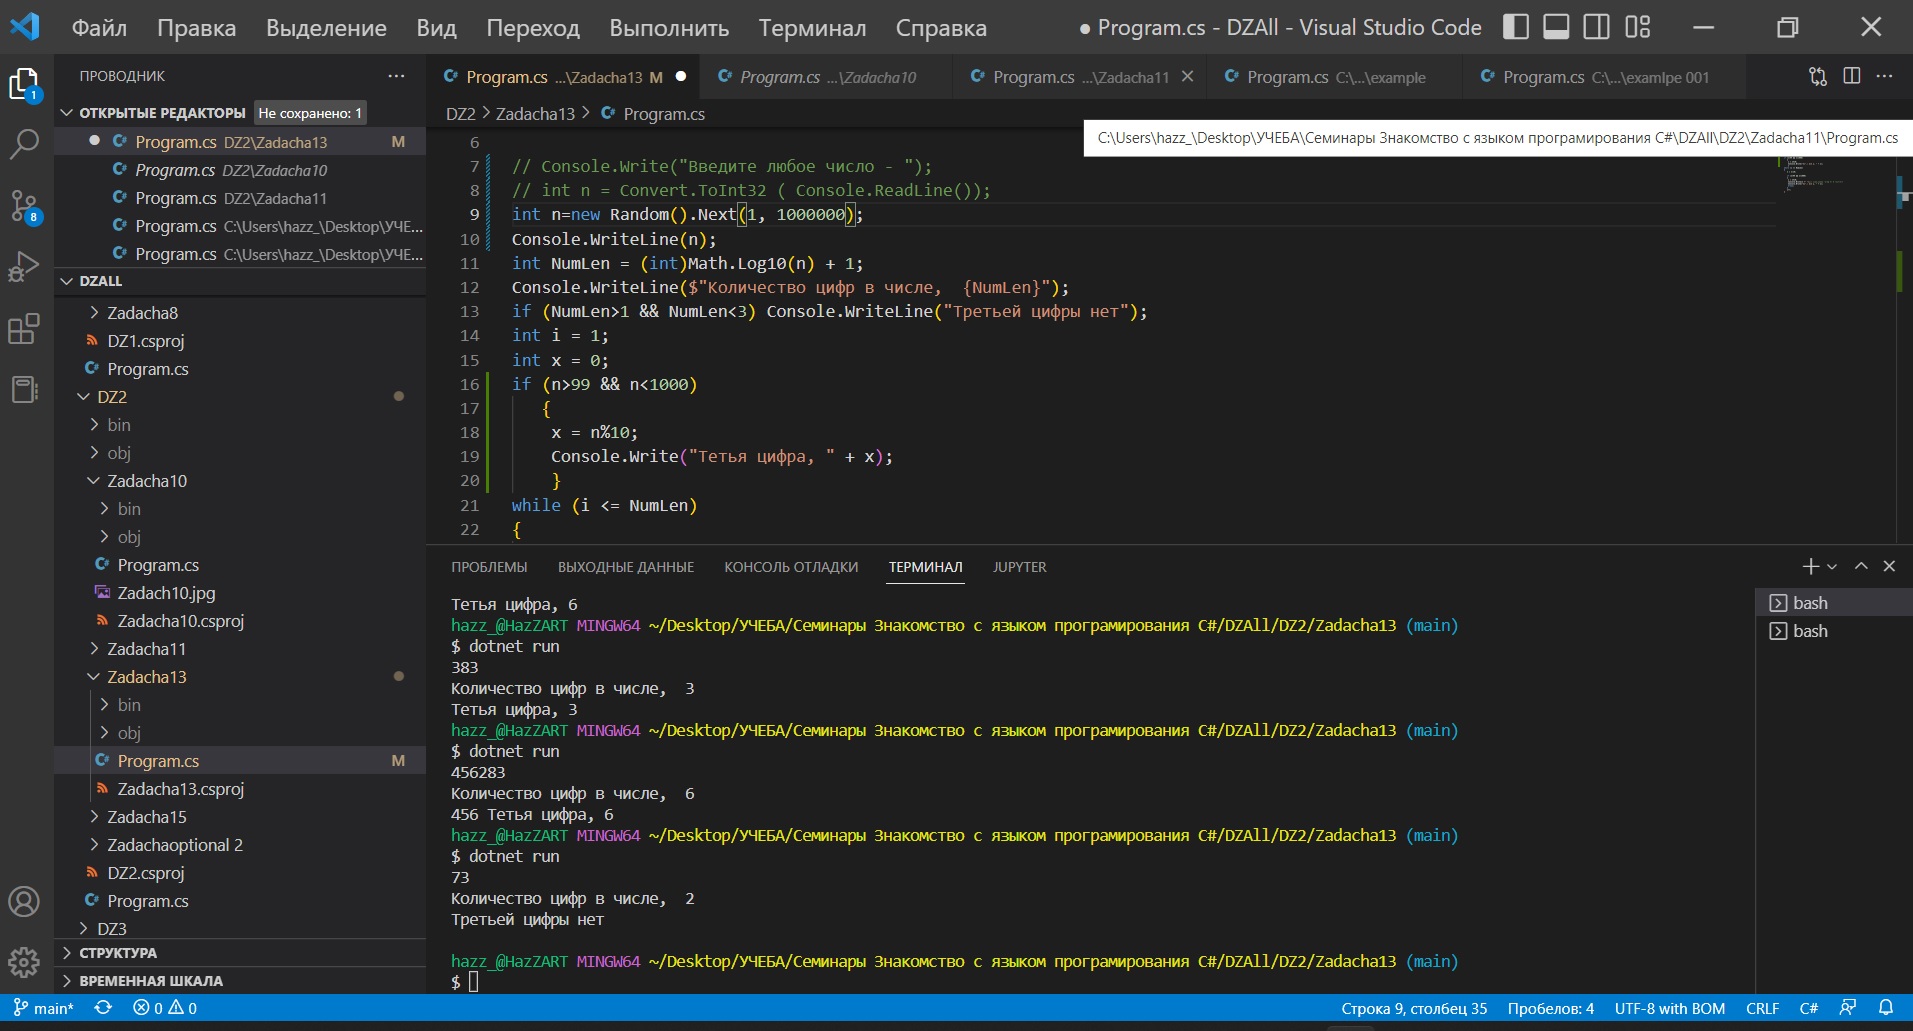 Файл Правка Выделение Вид Переход Выполнить Терминал Справка ● Program.cs - DZAll - Visual Studio Code
ПРОВОДНИК
ОТКРЫТЫЕ РЕДАКТОРЫ Не сохранено: 1
Program.cs DZ2\Zadacha13 M
Program.cs DZ2\Zadacha10
Program.cs DZ2\Zadacha11
Program.cs C:\Users\hazz_\Desktop\УЧЕ...
Program.cs C:\Users\hazz_\Desktop\УЧЕ...
DZALL
Zadacha8
DZ1.csproj
Program.cs
DZ2
bin
obj
Zadacha10
bin
obj
Program.cs
Zadach10.jpg
Zadacha10.csproj
Zadacha11
Zadacha13
bin
obj
Program.cs M
Zadacha13.csproj
Zadacha15
Zadachaoptional 2
DZ2.csproj
Program.cs
DZ3
СТРУКТУРА
ВРЕМЕННАЯ ШКАЛА
1
8
Program.cs ...\Zadacha13 M Program.cs ...\Zadacha10 Program.cs ...\Zadacha11 Program.cs C:\...\example Program.cs C:\...\examlpe 001
DZ2 > Zadacha13 > Program.cs
C:\Users\hazz_\Desktop\УЧЕБА\Семинары Знакомство с языком програмирования C#\DZAll\DZ2\Zadacha11\Program.cs
6
7 // Console.Write("Введите любое число - ");
8 // int n = Convert.ToInt32 ( Console.ReadLine());
9 int n=new Random().Next(1, 1000000);
10 Console.WriteLine(n);
11 int NumLen = (int)Math.Log10(n) + 1;
12 Console.WriteLine($"Количество цифр в числе,  {NumLen}");
13 if (NumLen>1 && NumLen<3) Console.WriteLine("Третьей цифры нет");
14 int i = 1;
15 int x = 0;
16 if (n>99 && n<1000)
17 {
18 x = n%10;
19 Console.Write("Тетья цифра, " + x);
20 }
21 while (i <= NumLen)
22 {
ПРОБЛЕМЫ ВЫХОДНЫЕ ДАННЫЕ КОНСОЛЬ ОТЛАДКИ ТЕРМИНАЛ JUPYTER
Тетья цифра, 6
hazz_@HazZART MINGW64 ~/Desktop/УЧЕБА/Семинары Знакомство с языком програмирования C#/DZAll/DZ2/Zadacha13 (main)
$ dotnet run
383
Количество цифр в числе,  3
Тетья цифра, 3
hazz_@HazZART MINGW64 ~/Desktop/УЧЕБА/Семинары Знакомство с языком програмирования C#/DZAll/DZ2/Zadacha13 (main)
$ dotnet run
456283
Количество цифр в числе,  6
456 Тетья цифра, 6
hazz_@HazZART MINGW64 ~/Desktop/УЧЕБА/Семинары Знакомство с языком програмирования C#/DZAll/DZ2/Zadacha13 (main)
$ dotnet run
73
Количество цифр в числе,  2
Третьей цифры нет
hazz_@HazZART MINGW64 ~/Desktop/УЧЕБА/Семинары Знакомство с языком програмирования C#/DZAll/DZ2/Zadacha13 (main)
$
bash
bash
main* 0 0 Строка 9, столбец 35 Пробелов: 4 UTF-8 with BOM CRLF C#